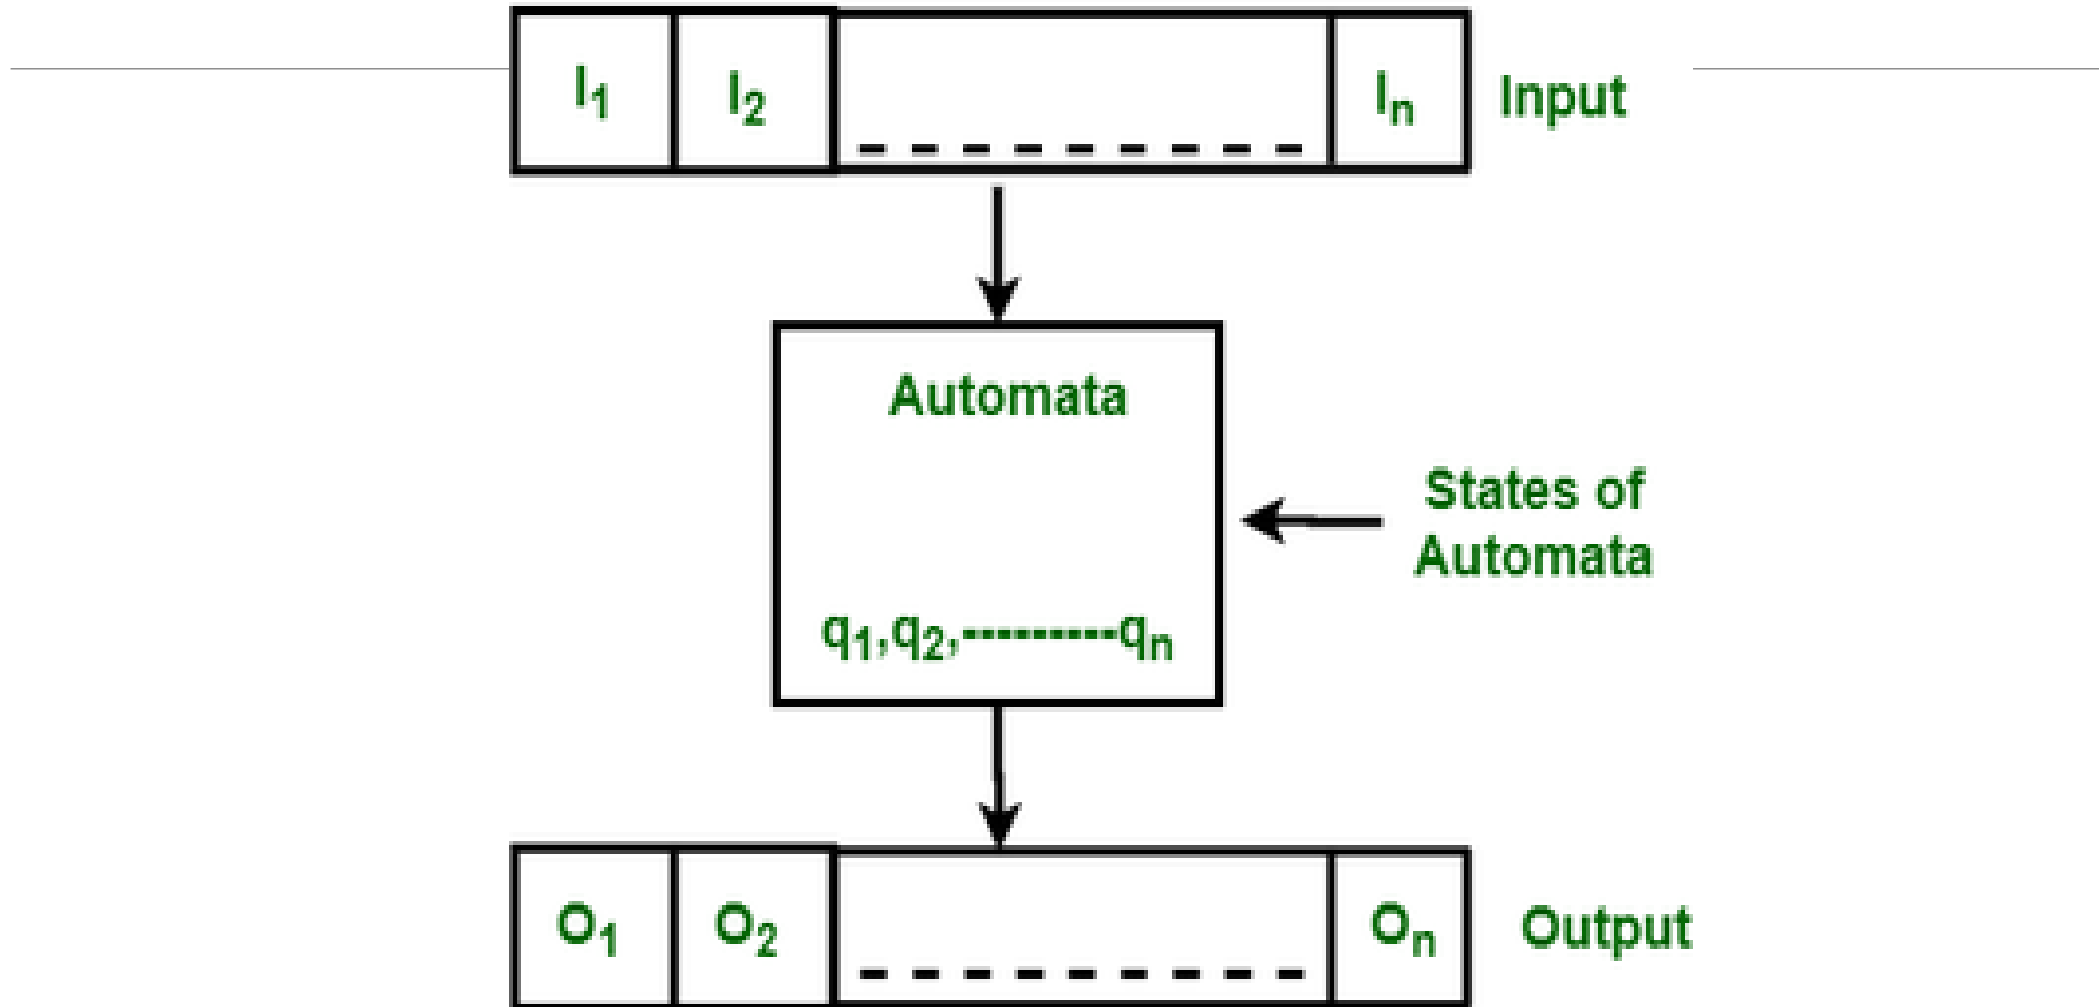 I₁ I₂ --------- Iₙ Input
Automata
States of
Automata
q₁,q₂,---------qₙ
O₁ O₂ --------- Oₙ Output